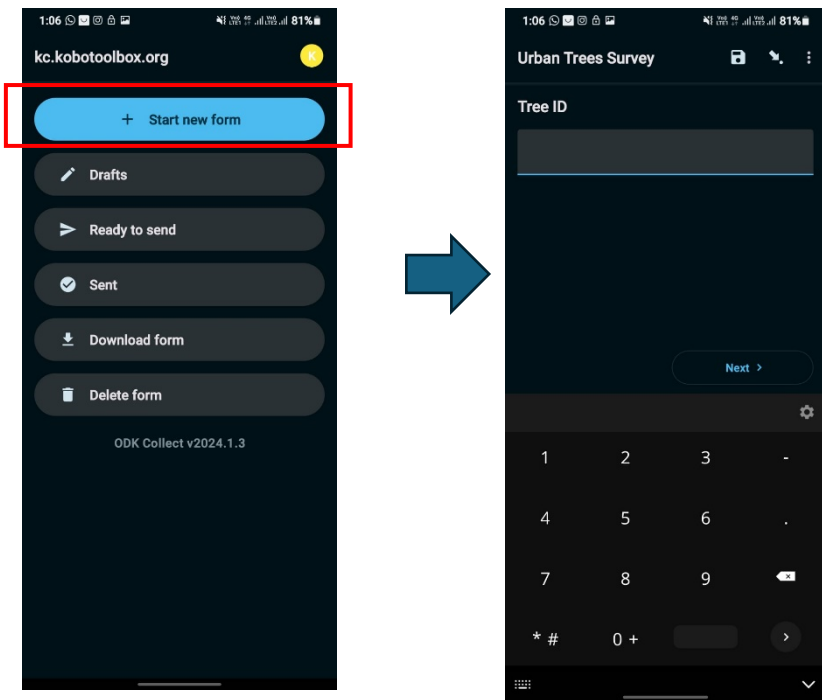 1:06 81%
kc.kobotoolbox.org K
+ Start new form
Drafts
Ready to send
Sent
Download form
Delete form
ODK Collect v2024.1.3
1:06 81%
Urban Trees Survey
Tree ID
Next >
1 2 3 -
4 5 6 .
7 8 9
* # 0 +